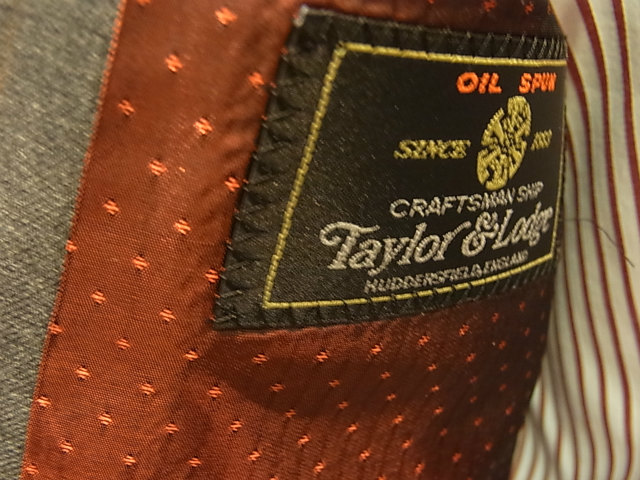 OIL SPUN
SINCE 1883
CRAFTSMAN SHIP
Taylor & Lodge
HUDDERSFIELD, ENGLAND